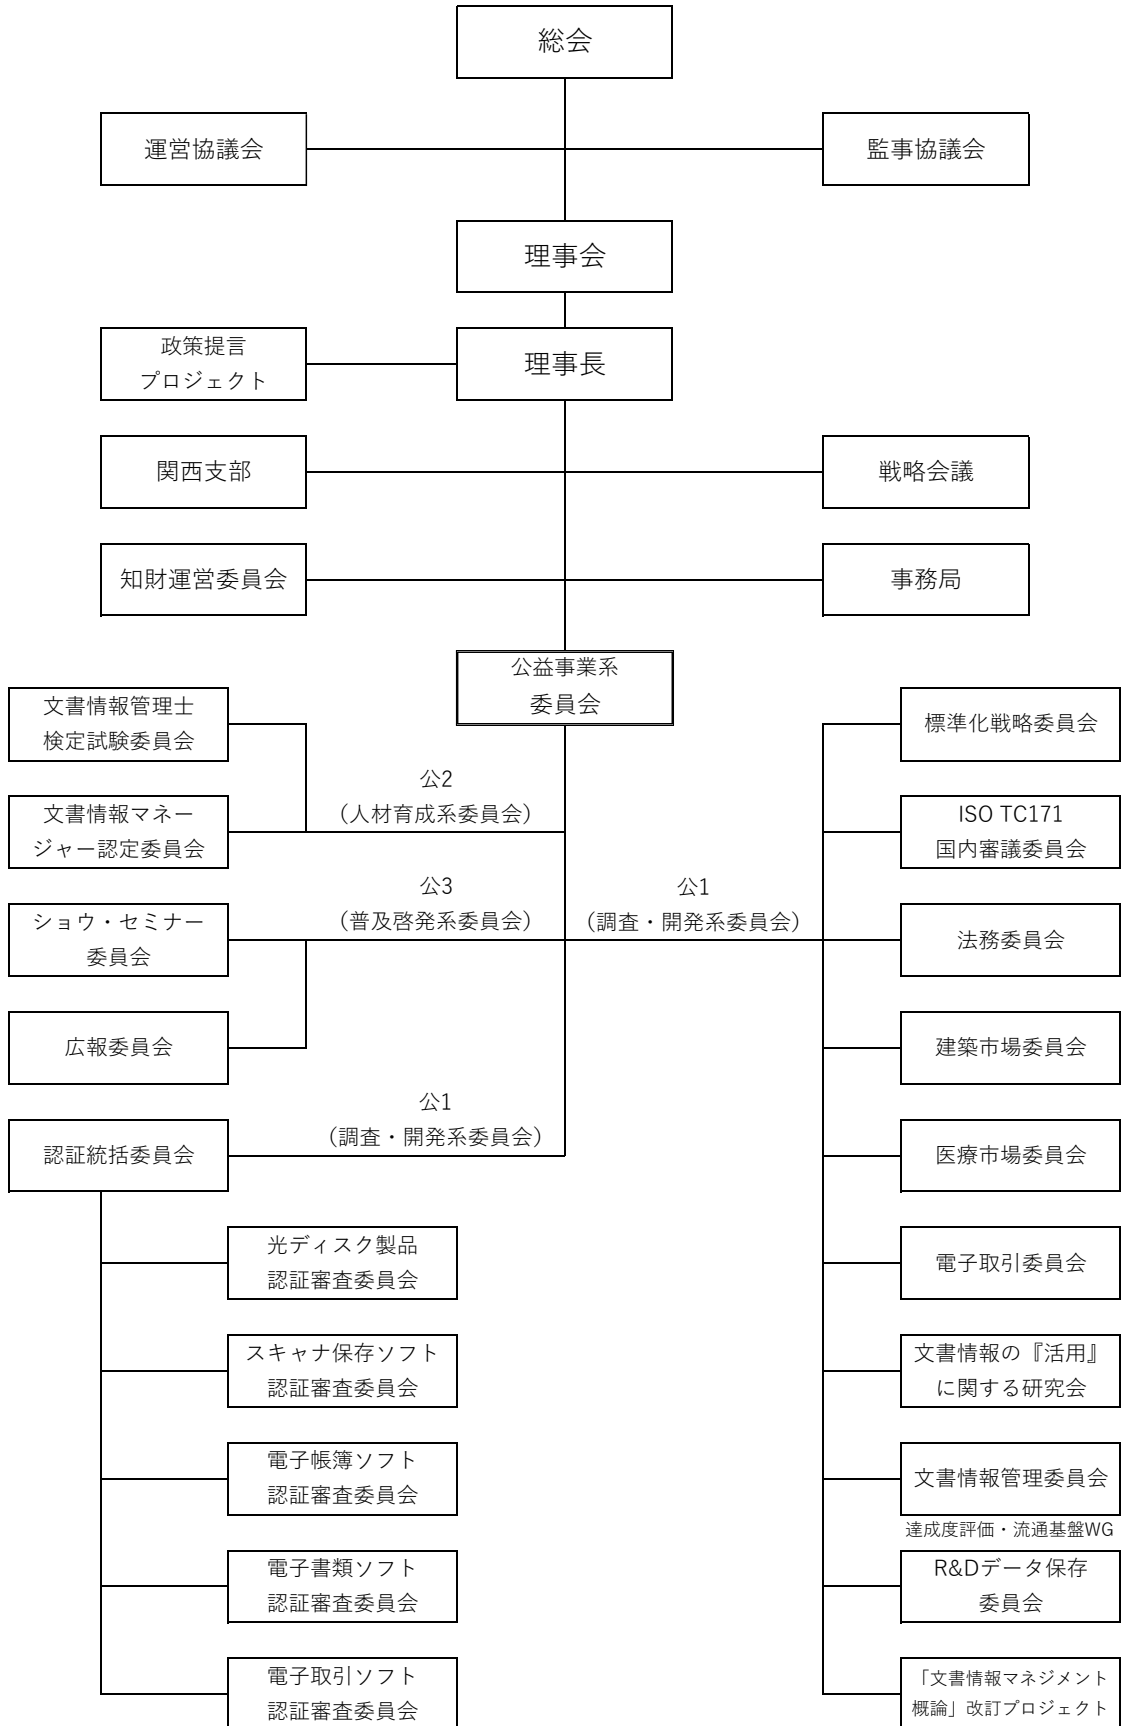 総会
運営協議会
監事協議会
理事会
政策提言
プロジェクト
理事長
関西支部
戦略会議
知財運営委員会
事務局
公益事業系
委員会
文書情報管理士
検定試験委員会
公2
（人材育成系委員会）
文書情報マネー
ジャー認定委員会
公3
（普及啓発系委員会）
ショウ・セミナー
委員会
広報委員会
公1
（調査・開発系委員会）
認証統括委員会
光ディスク製品
認証審査委員会
スキャナ保存ソフト
認証審査委員会
電子帳簿ソフト
認証審査委員会
電子書類ソフト
認証審査委員会
電子取引ソフト
認証審査委員会
公1
（調査・開発系委員会）
標準化戦略委員会
ISO TC171
国内審議委員会
法務委員会
建築市場委員会
医療市場委員会
電子取引委員会
文書情報の『活用』
に関する研究会
文書情報管理委員会
達成度評価・流通基盤WG
R&Dデータ保存
委員会
「文書情報マネジメント
概論」改訂プロジェクト